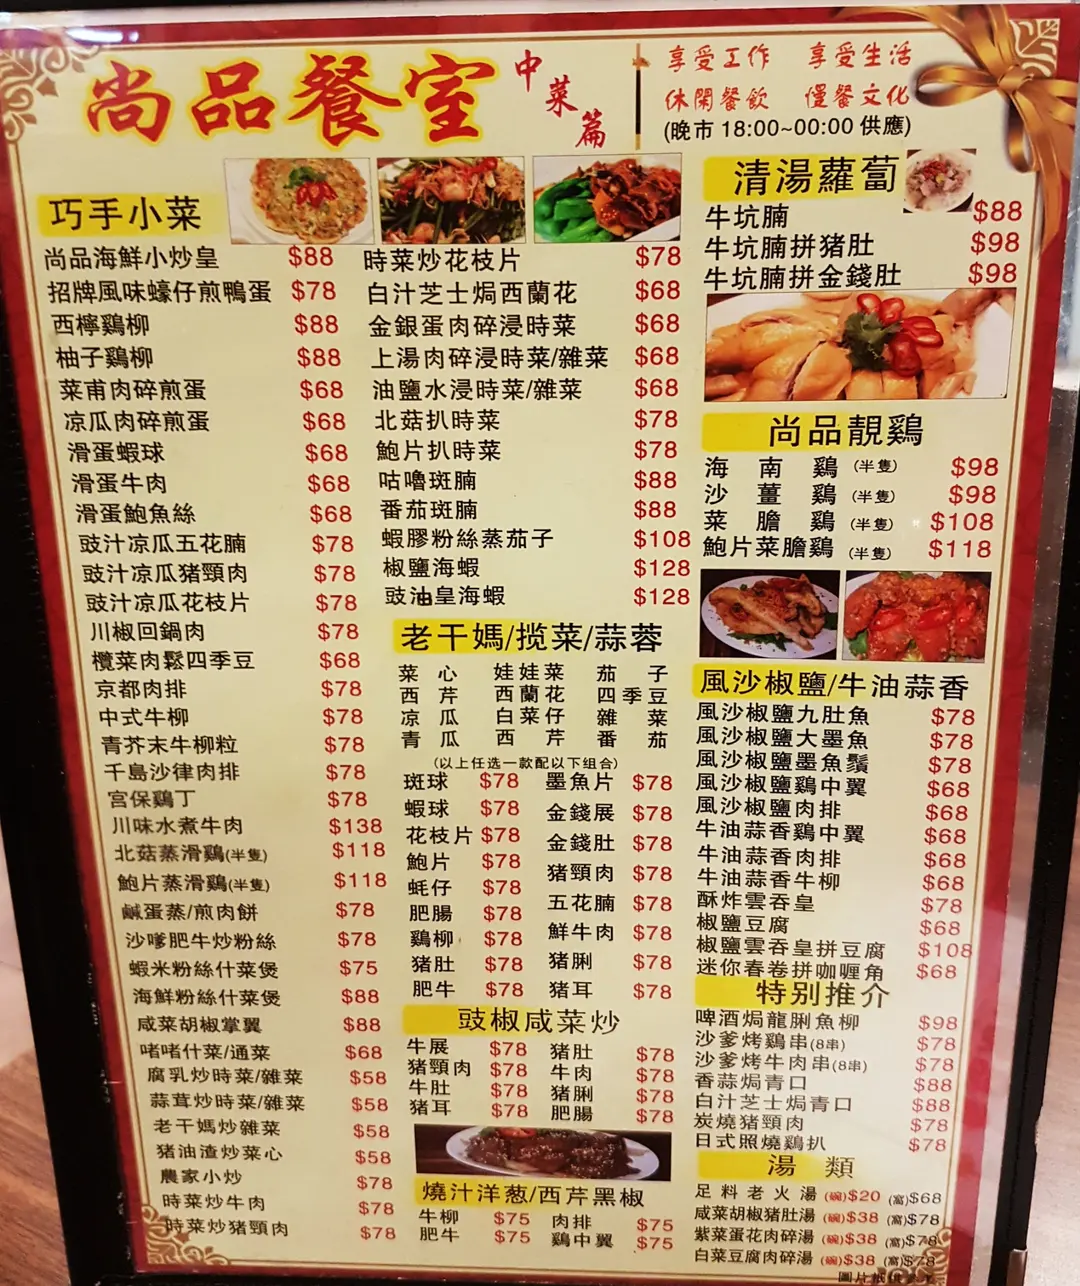 尚品餐室
中菜篇
享受工作 享受生活
休閑餐飲 慢餐文化
(晚市 18:00~00:00 供應)
巧手小菜
尚品海鮮小炒皇 $88
招牌風味蠔仔煎鴨蛋 $78
西檸鷄柳 $88
柚子鷄柳 $88
菜甫肉碎煎蛋 $68
凉瓜肉碎煎蛋 $68
滑蛋蝦球 $68
滑蛋牛肉 $68
滑蛋鮑魚絲 $68
豉汁凉瓜五花腩 $78
豉汁凉瓜猪頸肉 $78
豉汁凉瓜花枝片 $78
川椒回鍋肉 $78
欖菜肉鬆四季豆 $68
京都肉排 $78
中式牛柳 $78
青芥末牛柳粒 $78
千島沙律肉排 $78
宮保鷄丁 $78
川味水煮牛肉 $138
北菇蒸滑鷄(半隻) $118
鮑片蒸滑鷄(半隻) $118
鹹蛋蒸/煎肉餅 $78
沙嗲肥牛炒粉絲 $78
蝦米粉絲什菜煲 $75
海鮮粉絲什菜煲 $88
咸菜胡椒掌翼 $88
啫啫什菜/通菜 $68
腐乳炒時菜/雜菜 $58
蒜茸炒時菜/雜菜 $58
老干媽炒雜菜 $58
猪油渣炒菜心 $58
農家小炒 $78
時菜炒牛肉 $78
時菜炒猪頸肉 $78
時菜炒花枝片 $78
白汁芝士焗西蘭花 $68
金銀蛋肉碎浸時菜 $68
上湯肉碎浸時菜/雜菜 $68
油鹽水浸時菜/雜菜 $68
北菇扒時菜 $78
鮑片扒時菜 $78
咕嚕斑腩 $88
番茄斑腩 $88
蝦膠粉絲蒸茄子 $108
椒鹽海蝦 $128
豉油皇海蝦 $128
老干媽/揽菜/蒜蓉
菜心 娃娃菜 茄子
西芹 西蘭花 四季豆
凉瓜 白菜仔 雜菜
青瓜 西芹 番茄
(以上任选一款配以下组合)
斑球 $78 墨魚片 $78
蝦球 $78 金錢展 $78
花枝片 $78 金錢肚 $78
鮑片 $78 猪頸肉 $78
蚝仔 $78 五花腩 $78
肥腸 $78 鮮牛肉 $78
鷄柳 $78 猪脷 $78
猪肚 $78 猪耳 $78
肥牛 $78
豉椒咸菜炒
牛展 $78 猪肚 $78
猪頸肉 $78 牛肉 $78
牛肚 $78 猪脷 $78
猪耳 $78 肥腸 $78
燒汁洋葱/西芹黑椒
牛柳 $75 肉排 $75
肥牛 $75 鷄中翼 $75
清湯蘿蔔
牛坑腩 $88
牛坑腩拼猪肚 $98
牛坑腩拼金錢肚 $98
尚品靚鷄
海南鷄(半隻) $98
沙薑鷄(半隻) $98
菜膽鷄(半隻) $108
鮑片菜膽鷄(半隻) $118
風沙椒鹽/牛油蒜香
風沙椒鹽九肚魚 $78
風沙椒鹽大墨魚 $78
風沙椒鹽墨魚鬚 $78
風沙椒鹽鷄中翼 $68
風沙椒鹽肉排 $68
牛油蒜香鷄中翼 $68
牛油蒜香肉排 $68
牛油蒜香牛柳 $68
酥炸雲吞皇 $78
椒鹽豆腐 $68
椒鹽雲吞皇拼豆腐 $108
迷你春卷拼咖喱角 $68
特别推介
啤酒焗龍脷魚柳 $98
沙爹烤鷄串(8串) $78
沙爹烤牛肉串(8串) $78
香蒜焗青口 $88
白汁芝士焗青口 $88
炭燒猪頸肉 $78
日式照燒鷄扒 $78
湯類
足料老火湯 (碗)$20 (窩)$68
咸菜胡椒猪肚湯 (碗)$38 (窩)$78
紫菜蛋花肉碎湯 (碗)$38 (窩)$78
白菜豆腐肉碎湯 (碗)$38 (窩)$78